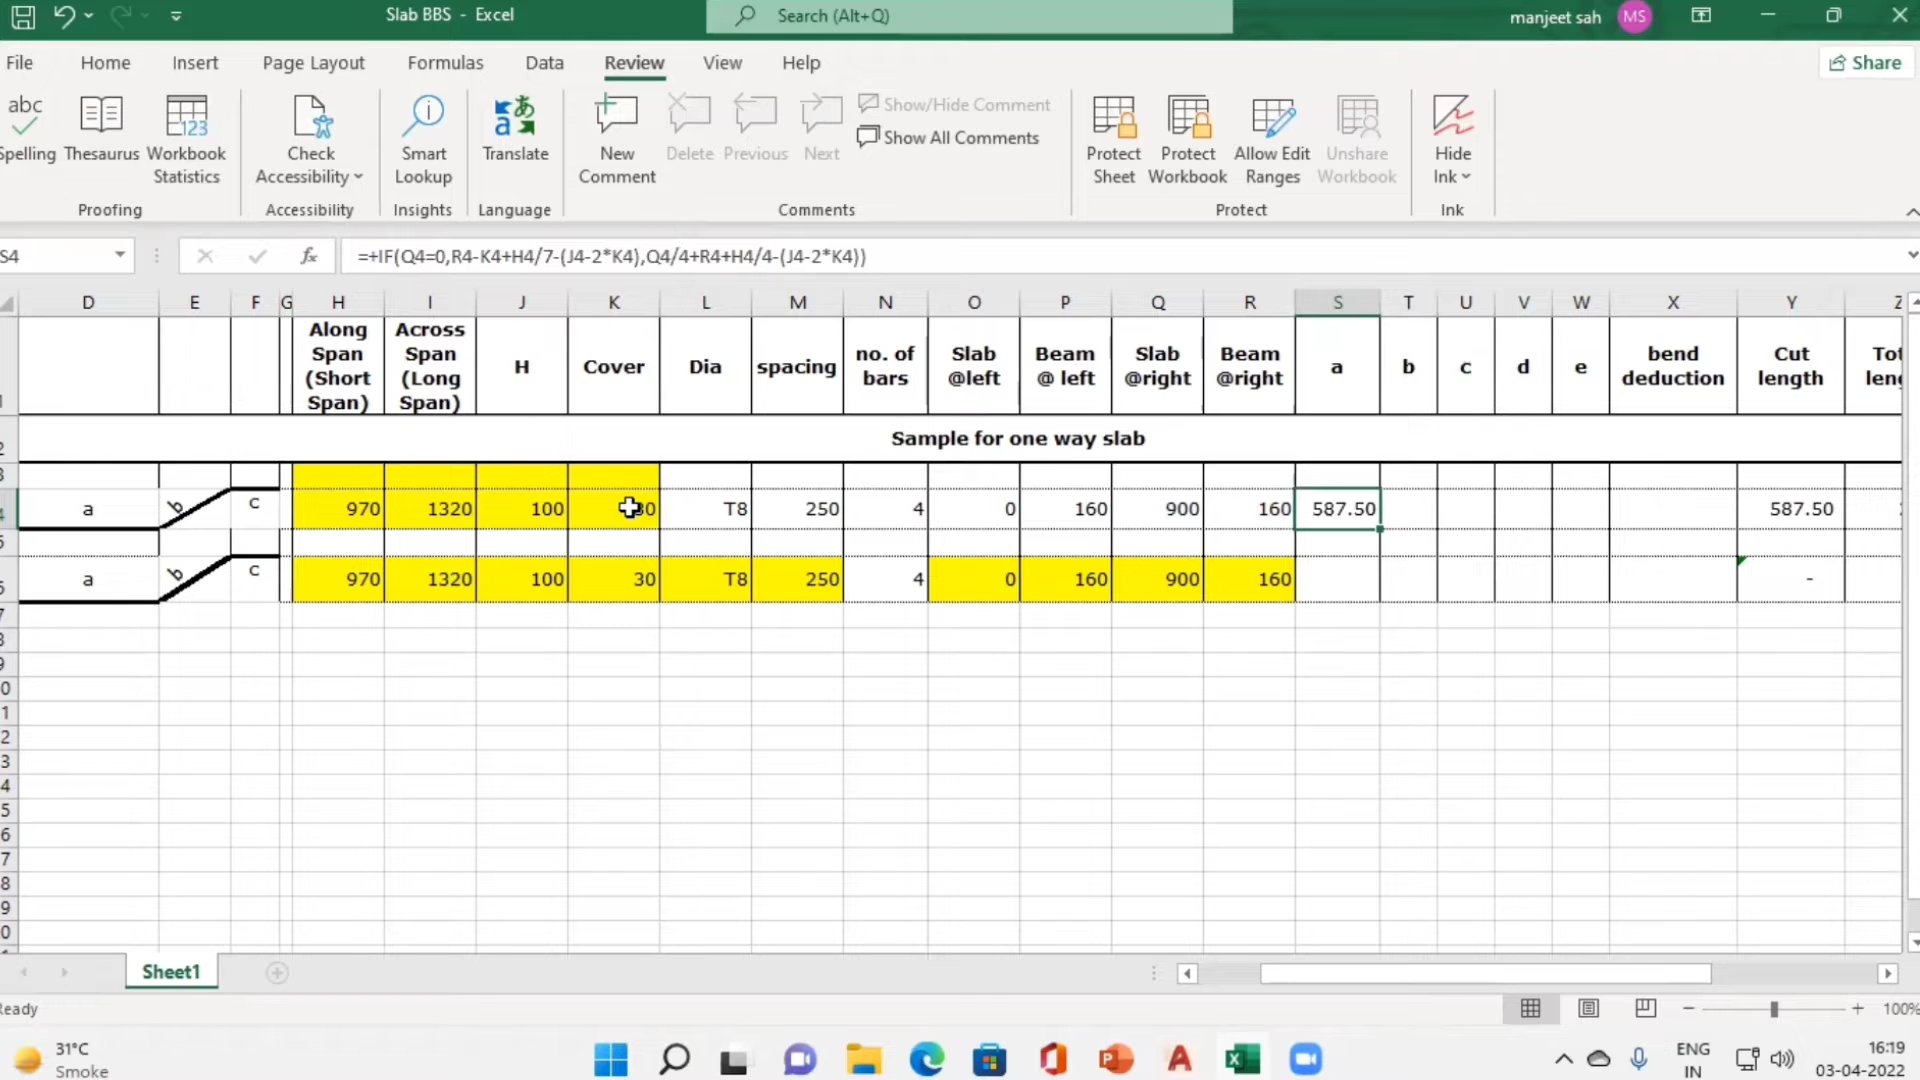 Slab BBS - Excel
Search (Alt+Q)
manjeet sah
MS
File
Home
Insert
Page Layout
Formulas
Data
Review
View
Help
Share
abc
Spelling
Thesaurus
123
Workbook
Statistics
Proofing
Check
Accessibility
Accessibility
Smart
Lookup
Insights
Translate
Language
New
Comment
Delete
Previous
Next
Show/Hide Comment
Show All Comments
Comments
Protect
Sheet
Protect
Workbook
Allow Edit
Ranges
Unshare
Workbook
Protect
Hide
Ink
Ink
S4
fx
=+IF(Q4=0,R4-K4+H4/7-(J4-2*K4),Q4/4+R4+H4/4-(J4-2*K4))
D E F G H I J K L M N O P Q R S T U V W X Y Z
Along
Span
(Short
Span)
Across
Span
(Long
Span)
H
Cover
Dia
spacing
no. of
bars
Slab
@left
Beam
@ left
Slab
@right
Beam
@right
a
b
c
d
e
bend
deduction
Cut
length
Sample for one way slab
a b c 970 1320 100 T8 250 4 0 160 900 160 587.50 587.50
a b c 970 1320 100 30 T8 250 4 0 160 900 160 -
Sheet1
Ready
100%
31°C
Smoke
ENG
IN
16:19
03-04-2022